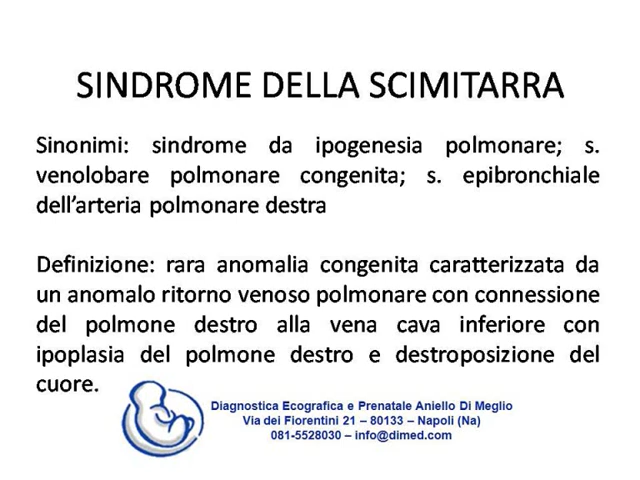 SINDROME DELLA SCIMITARRA
Sinonimi: sindrome da ipogenesia polmonare; s.
venolobare polmonare congenita; s. epibronchiale
dell’arteria polmonare destra
Definizione: rara anomalia congenita caratterizzata da
un anomalo ritorno venoso polmonare con connessione
del polmone destro alla vena cava inferiore con
ipoplasia del polmone destro e destroposizione del
cuore.
Diagnostica Ecografica e Prenatale Aniello Di Meglio
Via dei Fiorentini 21 – 80133 – Napoli (Na)
081-5528030 – info@dimed.com